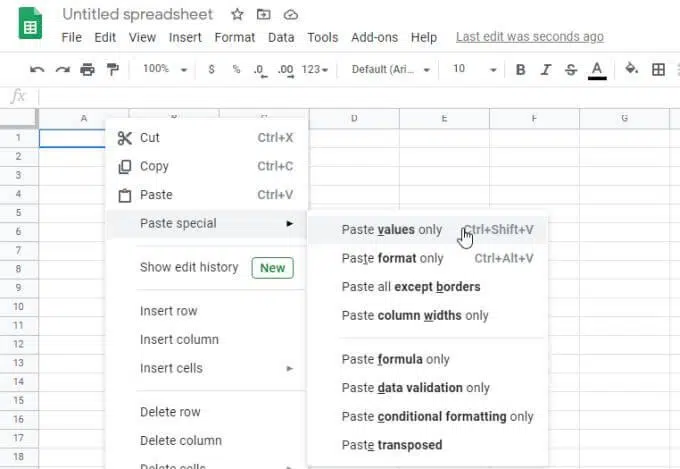 Untitled spreadsheet
File Edit View Insert Format Data Tools Add-ons Help Last edit was seconds ago
100% $ % .0 .00 123 Default (Ari... 10 B I S A
fx
A D E F G
1
2
3
4
5
6
7
8
9
10
11
12
13
14
15
16
17
18
Cut Ctrl+X
Copy Ctrl+C
Paste Ctrl+V
Paste special
Show edit history New
Insert row
Insert column
Insert cells
Delete row
Delete column
Delete cells
Paste values only Ctrl+Shift+V
Paste format only Ctrl+Alt+V
Paste all except borders
Paste column widths only
Paste formula only
Paste data validation only
Paste conditional formatting only
Paste transposed